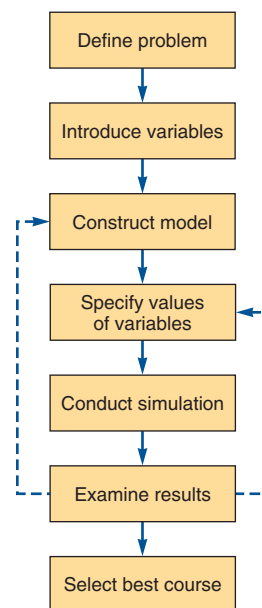 Define problem
Introduce variables
Construct model
Specify values
of variables
Conduct simulation
Examine results
Select best course